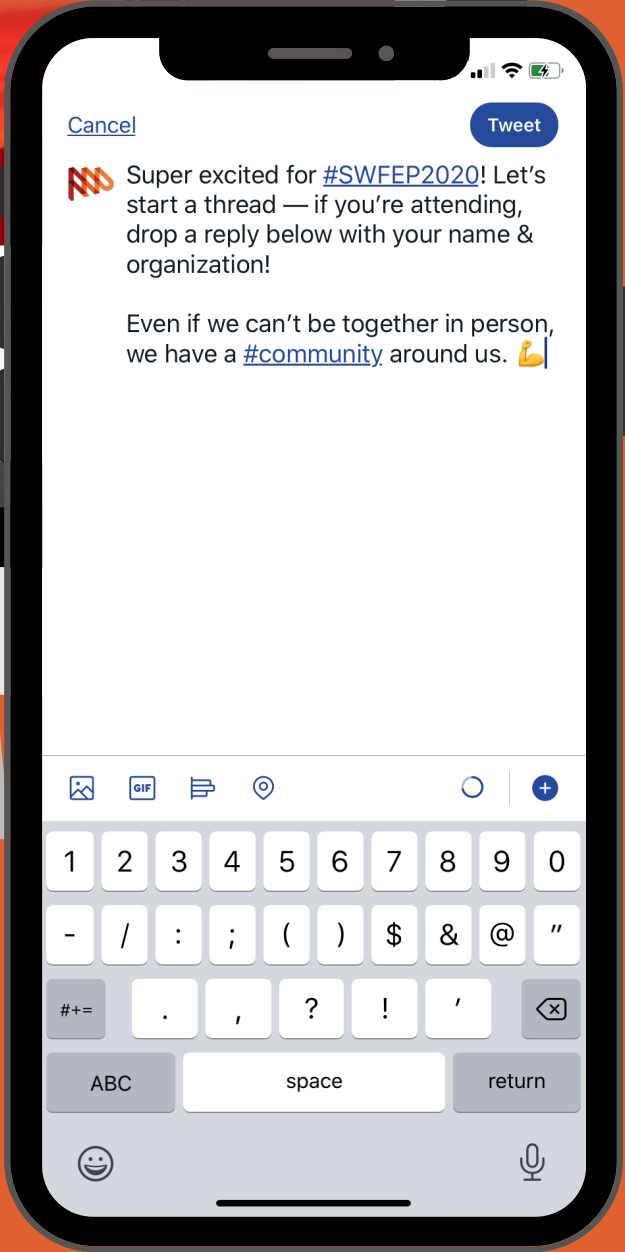 Cancel
Tweet
Super excited for #SWFEP2020! Let’s
start a thread — if you’re attending,
drop a reply below with your name &
organization!
Even if we can’t be together in person,
we have a #community around us. 💪
GIF
1 2 3 4 5 6 7 8 9 0
- / : ; ( ) $ & @ ”
#+= . , ? ! ’
ABC space return